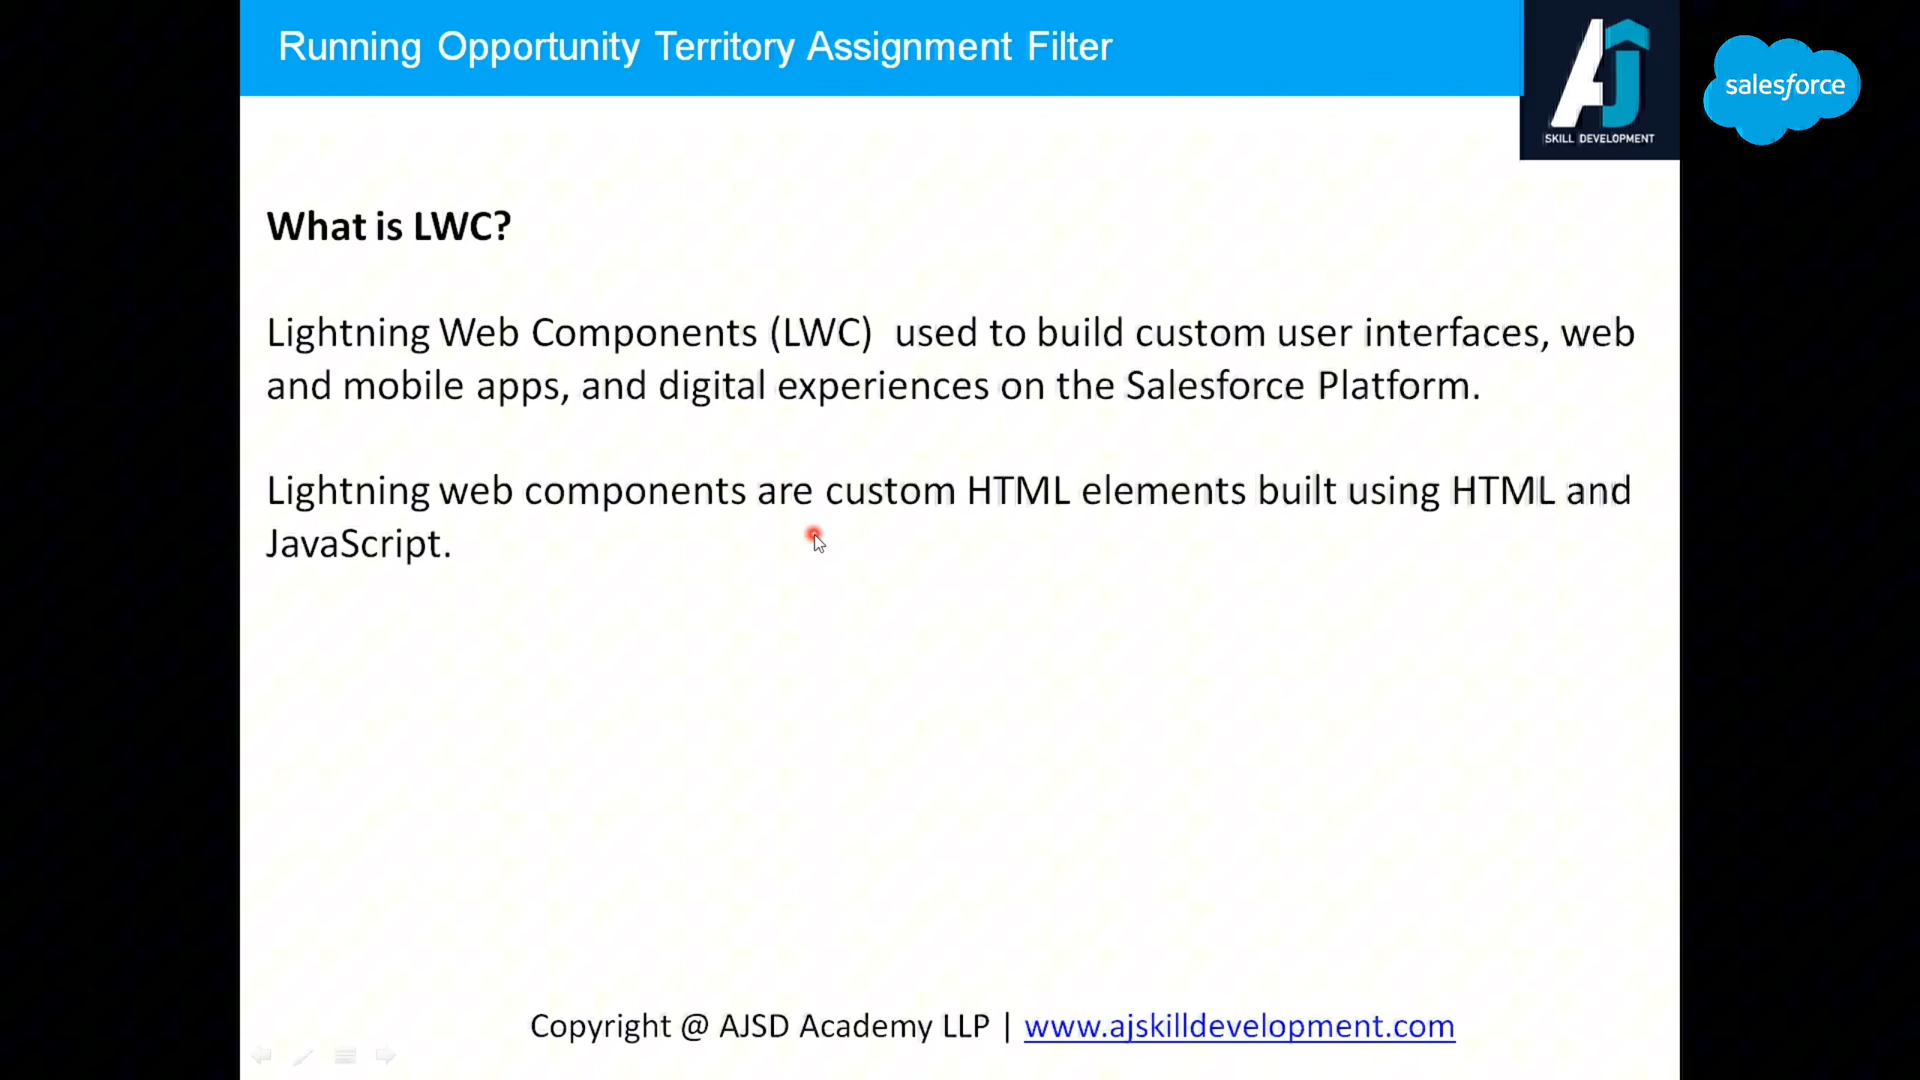 Running Opportunity Territory Assignment Filter
AJ
SKILL DEVELOPMENT
salesforce
What is LWC?
Lightning Web Components (LWC)  used to build custom user interfaces, web
and mobile apps, and digital experiences on the Salesforce Platform.
Lightning web components are custom HTML elements built using HTML and
JavaScript.
Copyright @ AJSD Academy LLP | www.ajskilldevelopment.com